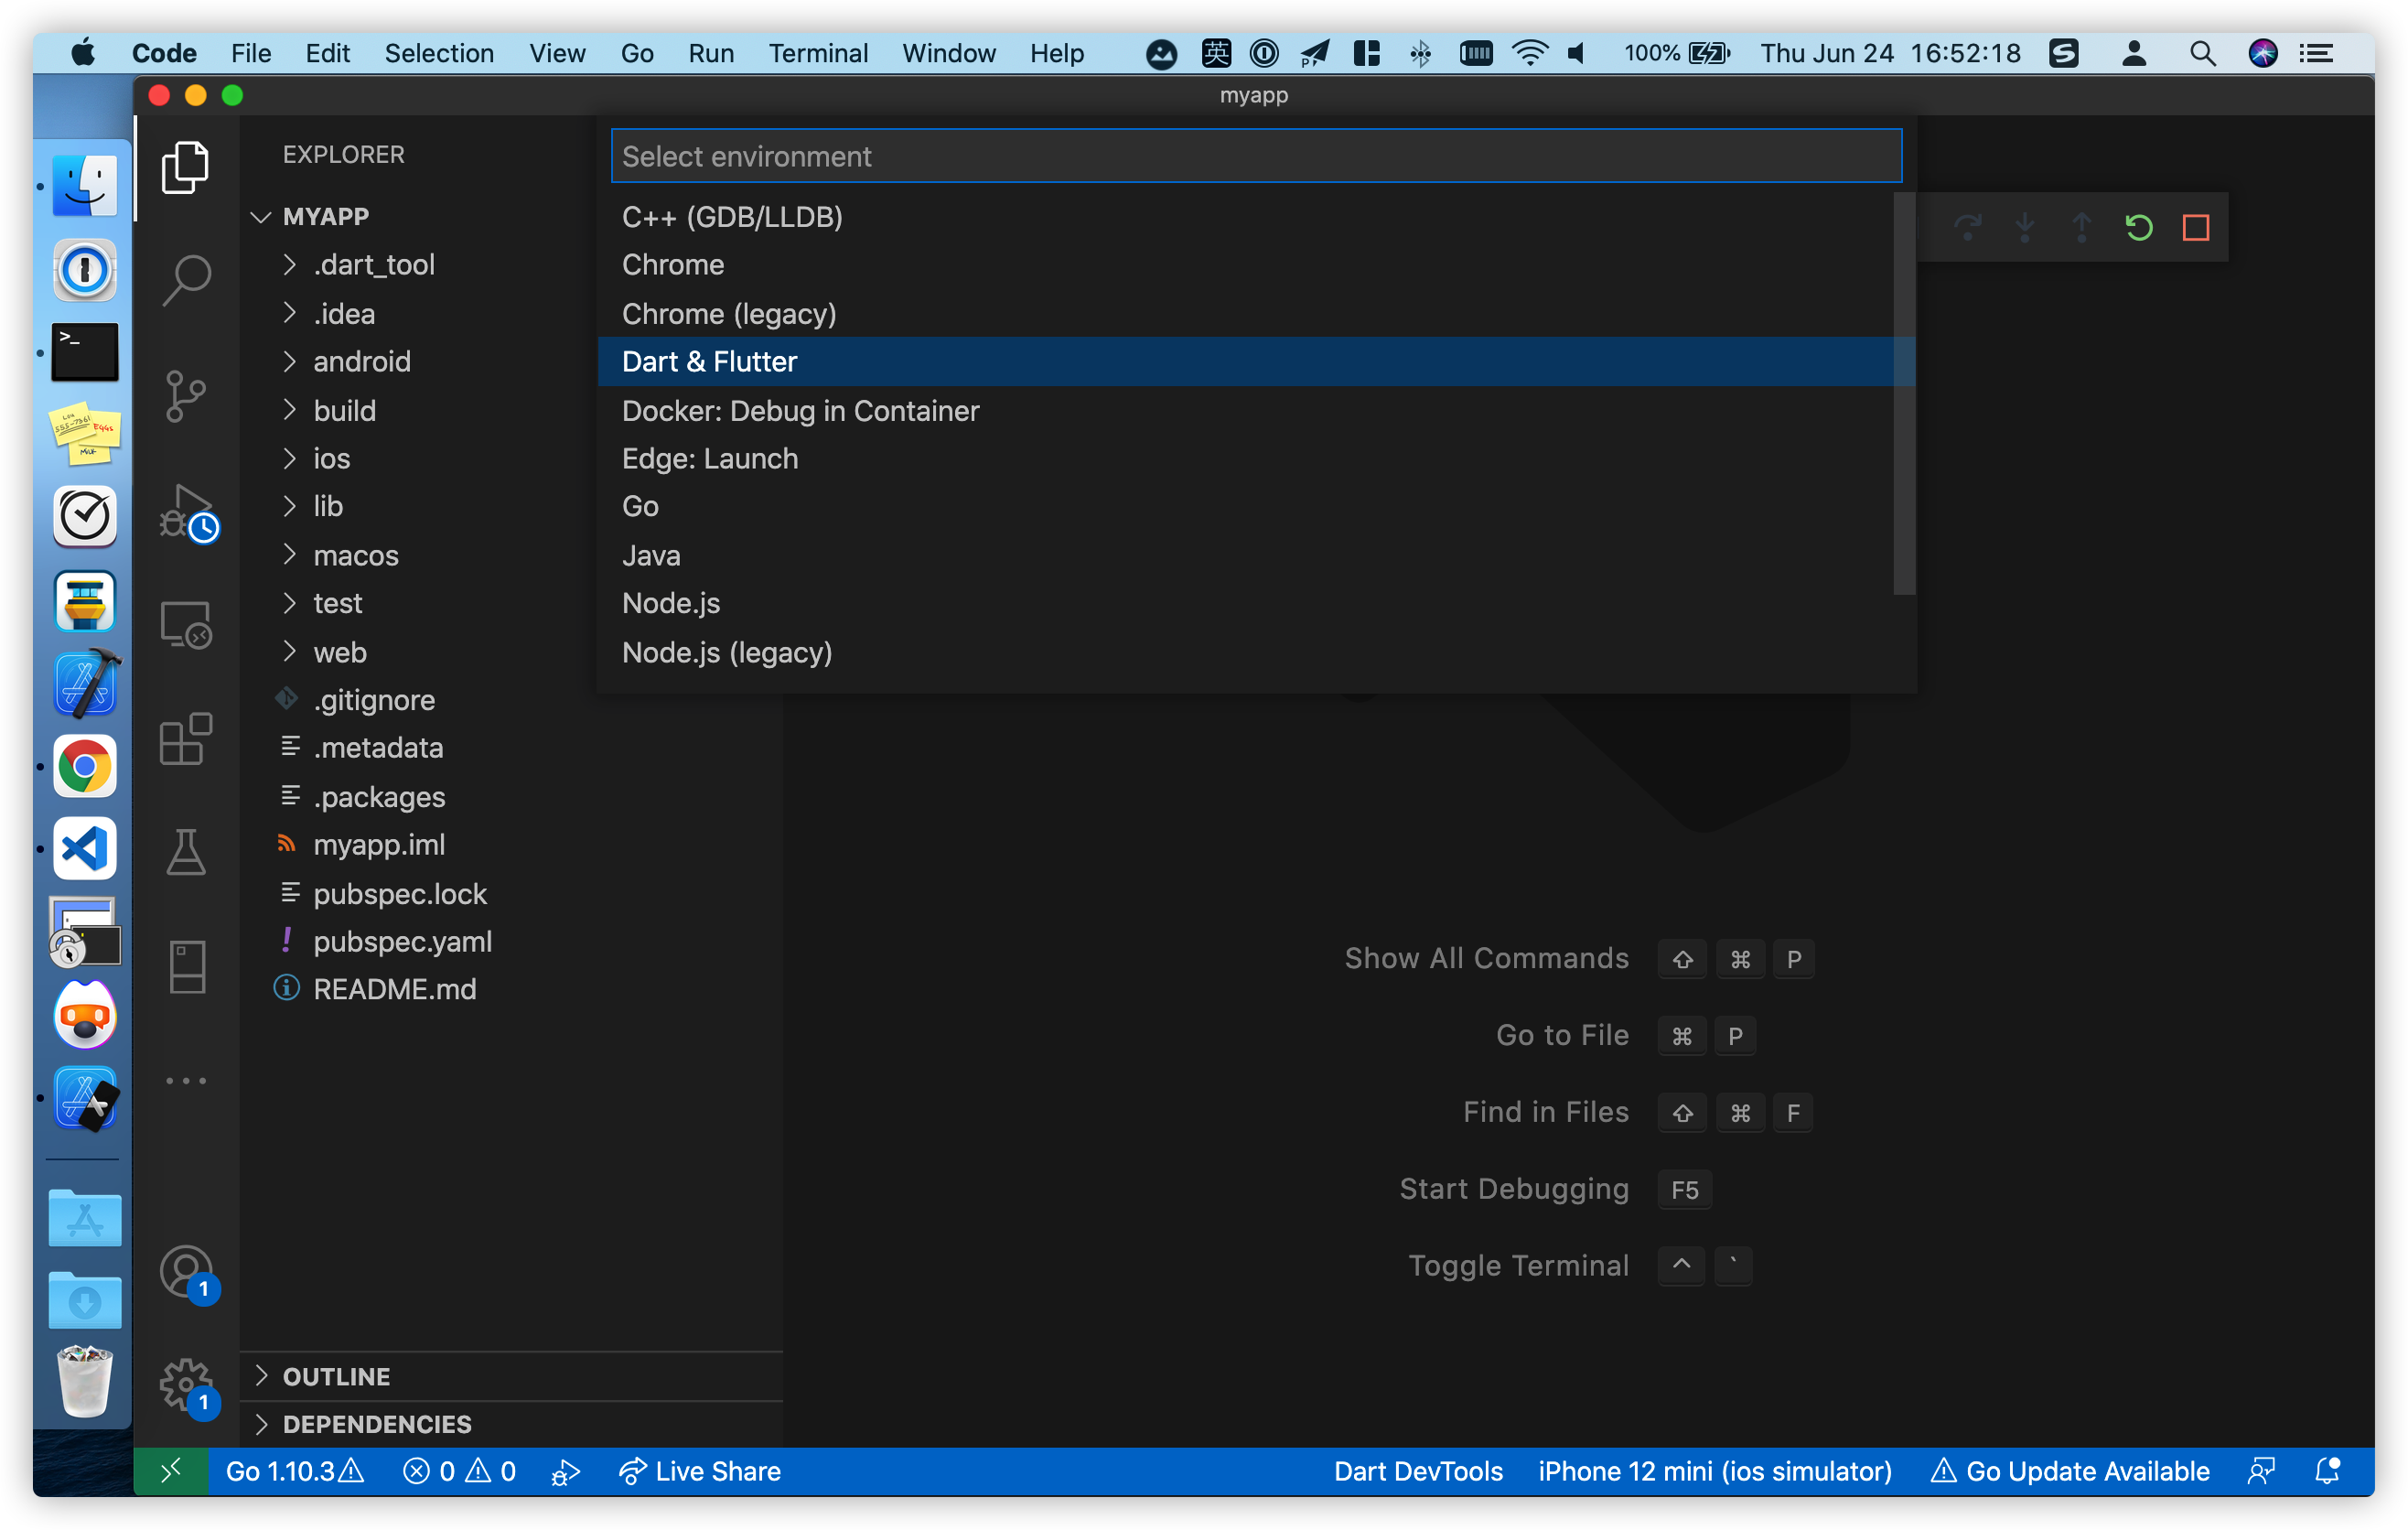 Code File Edit Selection View Go Run Terminal Window Help 英 100% Thu Jun 24 16:52:18
myapp
EXPLORER
MYAPP
.dart_tool
.idea
android
build
ios
lib
macos
test
web
.gitignore
.metadata
.packages
myapp.iml
pubspec.lock
! pubspec.yaml
README.md
OUTLINE
DEPENDENCIES
Select environment
C++ (GDB/LLDB)
Chrome
Chrome (legacy)
Dart & Flutter
Docker: Debug in Container
Edge: Launch
Go
Java
Node.js
Node.js (legacy)
Show All Commands ⇧ ⌘ P
Go to File ⌘ P
Find in Files ⇧ ⌘ F
Start Debugging F5
Toggle Terminal ^ `
1
1
Go 1.10.3 0 0 Live Share Dart DevTools iPhone 12 mini (ios simulator) Go Update Available